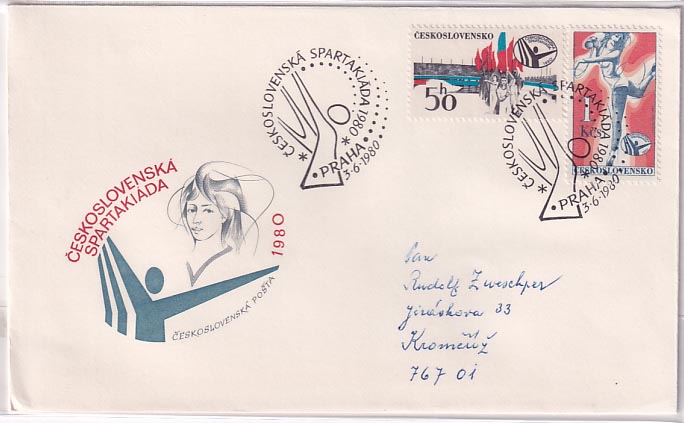 ČESKOSLOVENSKÁ SPARTAKIÁDA 1980
PRAHA
3.6.1980
ČESKOSLOVENSKO
50h
1 Kčs
ČESKOSLOVENSKO
ČESKOSLOVENSKÁ SPARTAKIÁDA 1980
PRAHA
3.6.1980
ČESKOSLOVENSKÁ
SPARTAKIÁDA
1980
ČESKOSLOVENSKÁ POŠTA
Pan
Rudolf Zweschper
Jiráskova 33
Kroměříž
767 01